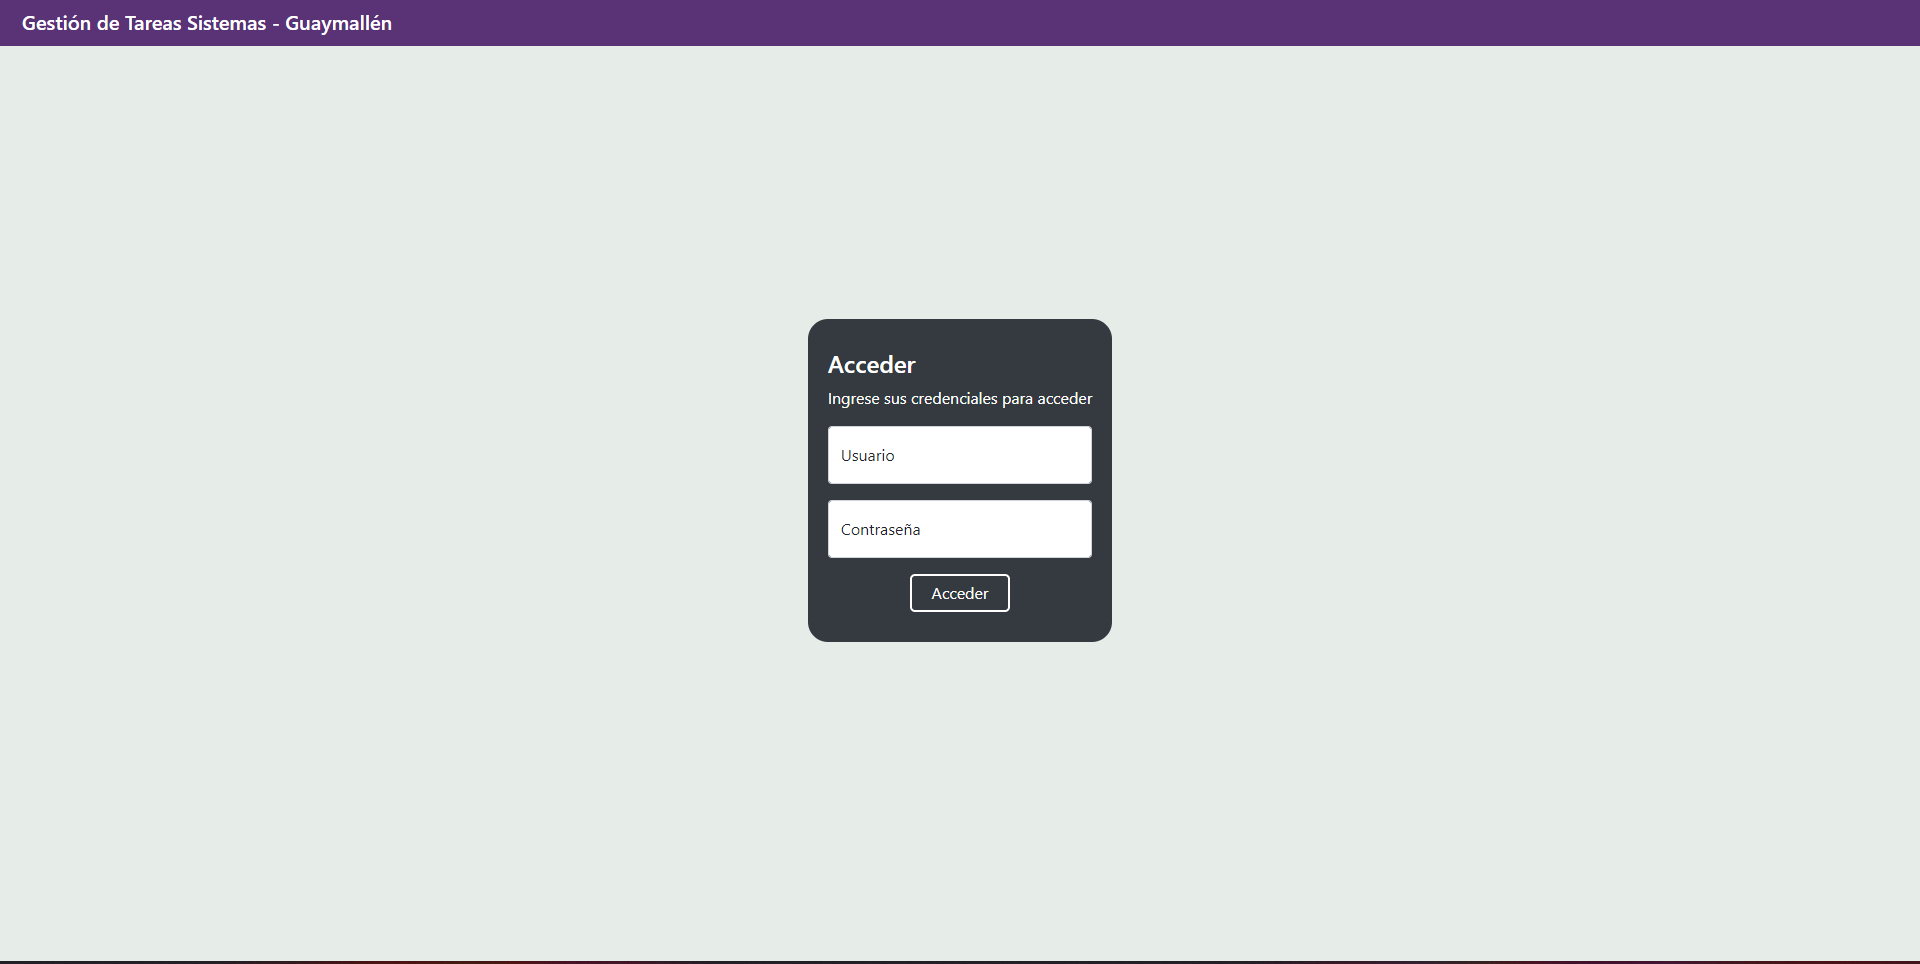 Gestión de Tareas Sistemas - Guaymallén
Acceder
Ingrese sus credenciales para acceder
Usuario
Contraseña
Acceder